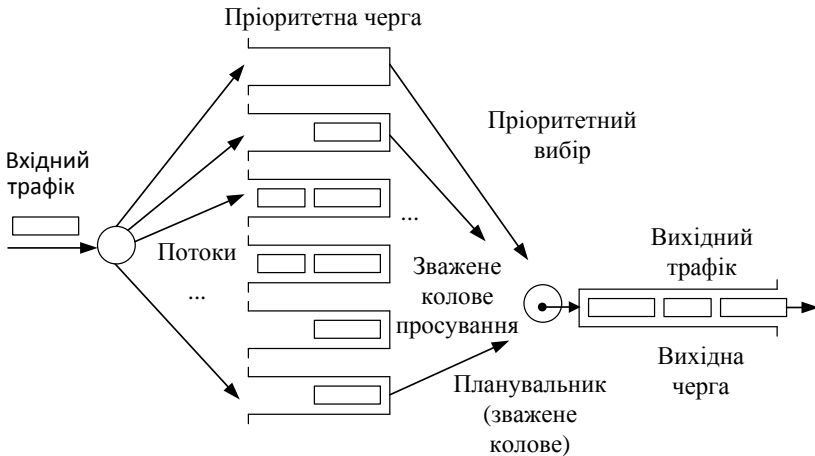 Пріоритетна черга
Пріоритетний
вибір
Вхідний
трафік
...
Потоки
...
Зважене
колове
просування
Вихідний
трафік
Вихідна
черга
Планувальник
(зважене
колове)